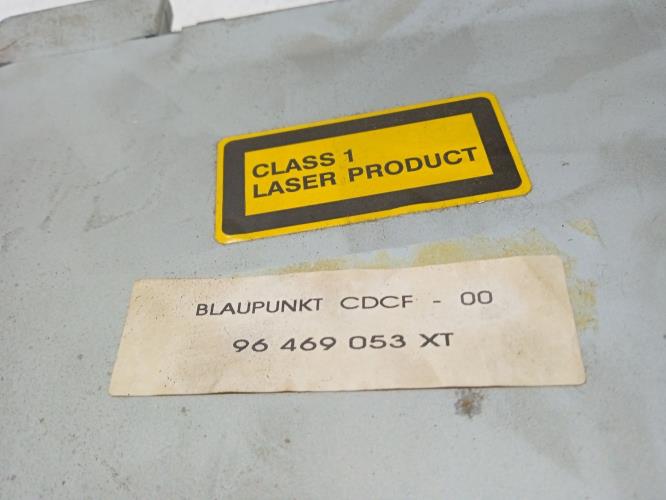 CLASS 1
LASER PRODUCT
BLAUPUNKT CDCF - 00
96 469 053 XT